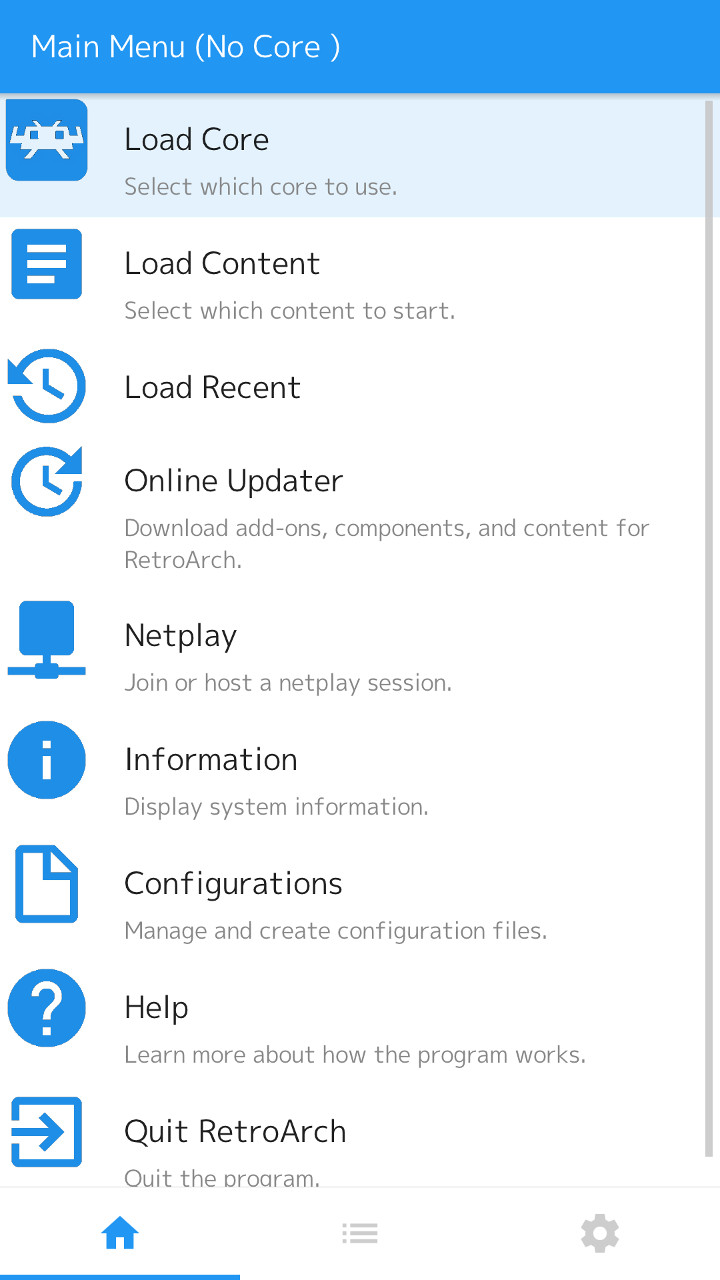 Main Menu (No Core )
Load Core
Select which core to use.
Load Content
Select which content to start.
Load Recent
Online Updater
Download add-ons, components, and content for
RetroArch.
Netplay
Join or host a netplay session.
Information
Display system information.
Configurations
Manage and create configuration files.
Help
Learn more about how the program works.
Quit RetroArch
Quit the program.